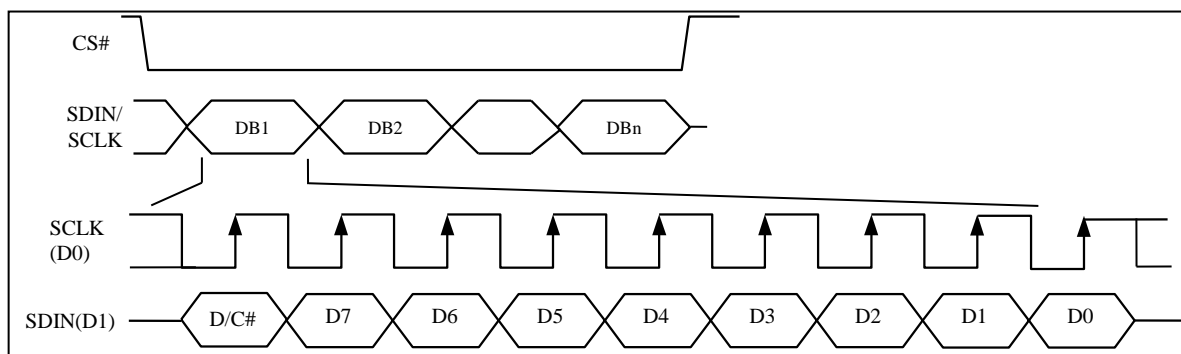 CS#
SDIN/
SCLK
DB1 DB2 DBn
SCLK
(D0)
SDIN(D1) D/C# D7 D6 D5 D4 D3 D2 D1 D0